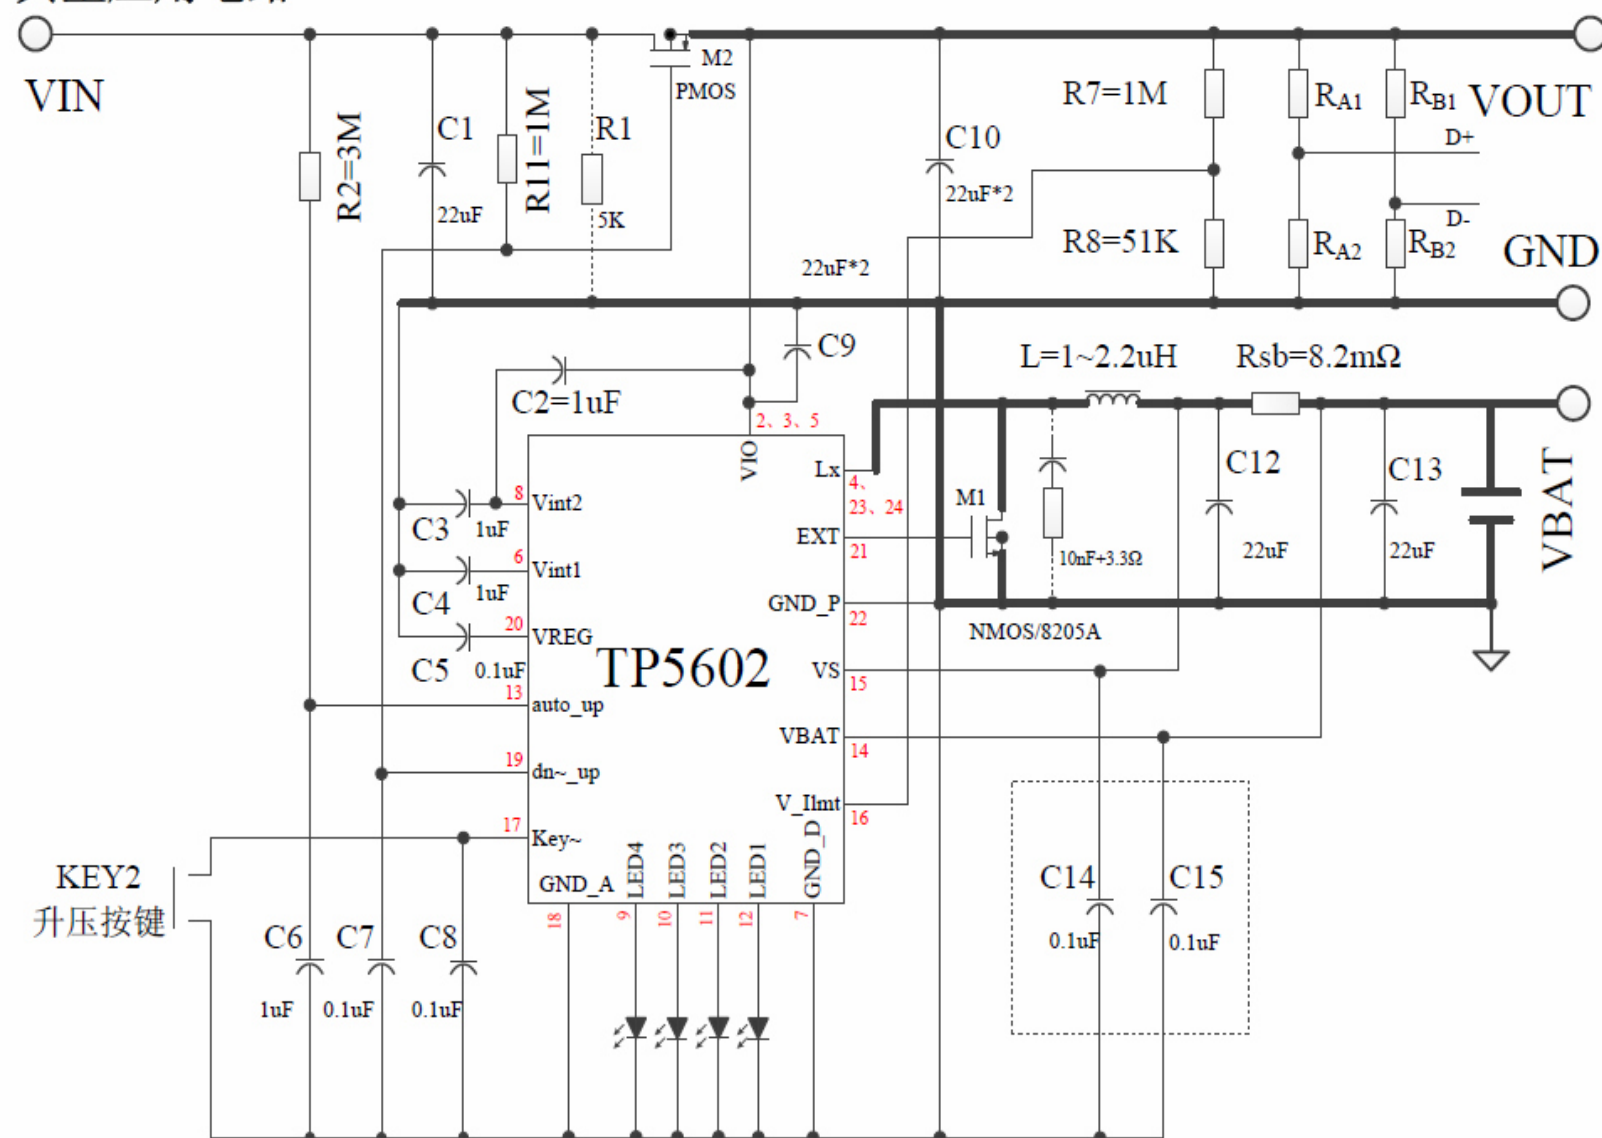 VIN
M2
PMOS
R2=3M
C1
22uF
R11=1M
R1
5K
C10
22uF*2
R7=1M
R8=51K
RA1
RA2
RB1
RB2
VOUT
D+
D-
GND
22uF*2
C9
C2=1uF
L=1~2.2uH
Rsb=8.2mΩ
2、3、5
VIO
Lx
4、
23、24
8
Vint2
C3
1uF
M1
EXT
21
10nF+3.3Ω
C12
22uF
C13
22uF
VBAT
6
Vint1
C4
1uF
GND_P
22
NMOS/8205A
20
VREG
C5
0.1uF
TP5602
VS
15
13
auto_up
VBAT
14
19
dn~_up
V_Ilmt
16
17
Key~
GND_A
LED4
LED3
LED2
LED1
GND_D
18
9
10
11
12
7
KEY2
升压按键
C14
0.1uF
C15
0.1uF
C6
1uF
C7
0.1uF
C8
0.1uF